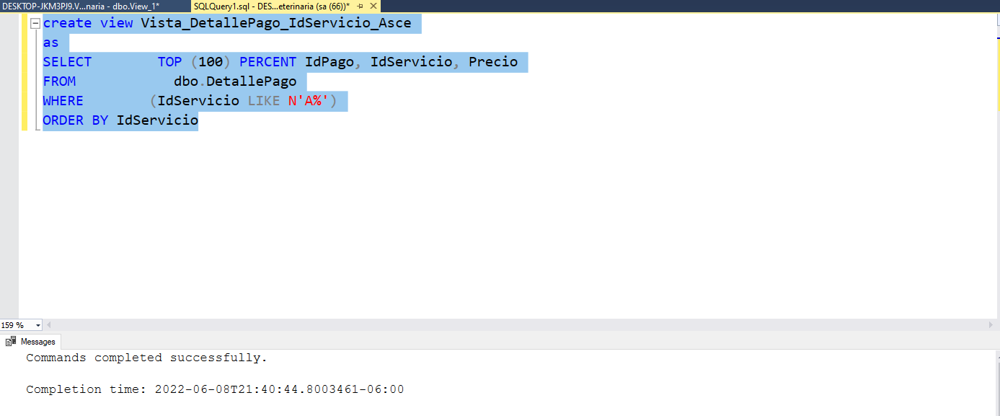 DESKTOP-JKM3PJ9.V...naria - dbo.View_1*
SQLQuery1.sql - DES...eterinaria (sa (66))*
create view Vista_DetallePago_IdServicio_Asce
as
SELECT TOP (100) PERCENT IdPago, IdServicio, Precio
FROM dbo.DetallePago
WHERE (IdServicio LIKE N'A%')
ORDER BY IdServicio
159 %
Messages
Commands completed successfully.
Completion time: 2022-06-08T21:40:44.8003461-06:00